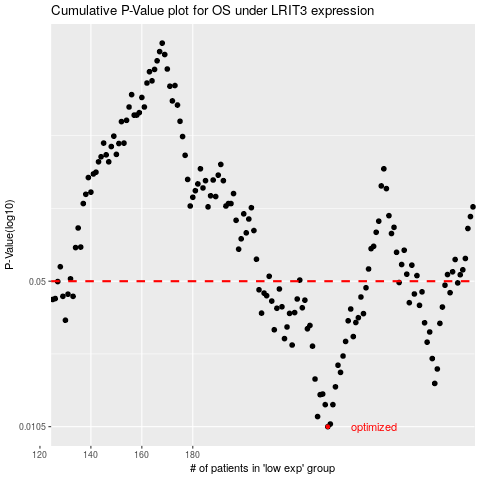 Cumulative P-Value plot for OS under LRIT3 expression
P-Value(log10)
0.05
0.0105
optimized
120 140 160 180
# of patients in 'low exp' group